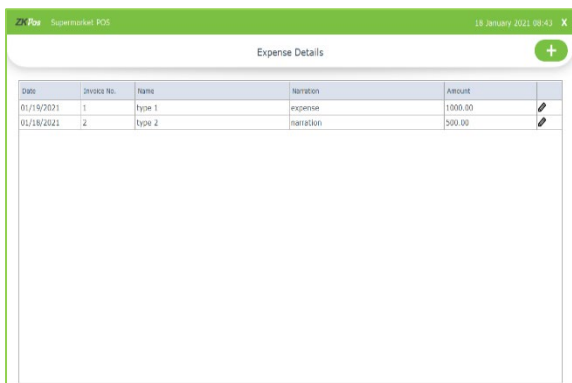 ZKPos Supermarket POS 18 January 2021 08:43 X
Expense Details +
Date Invoice No. Name Narration Amount
01/19/2021 1 type 1 expense 1000.00
01/18/2021 2 type 2 narration 500.00